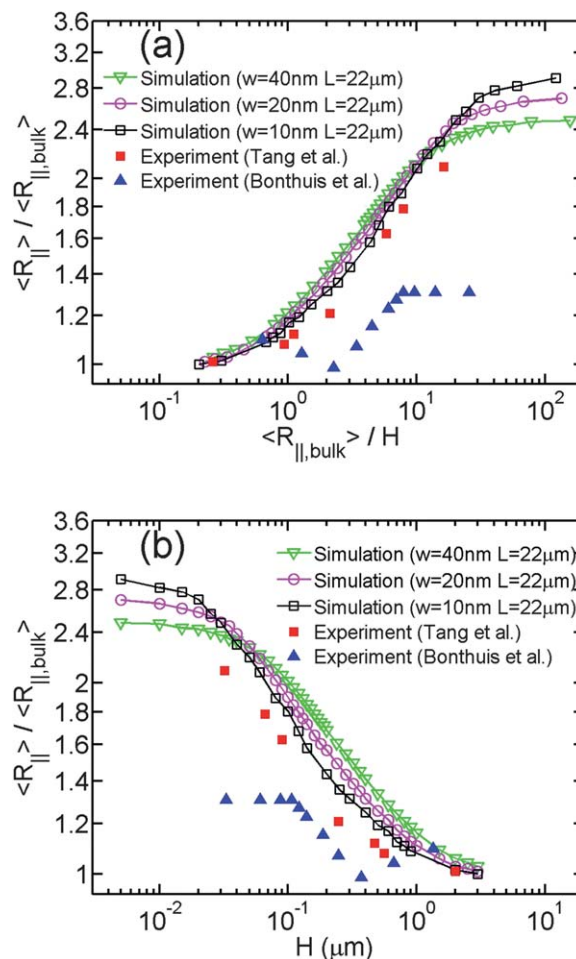 (a)
3.6
3.2
2.8
2.4
2
1.8
1.6
1.4
1.2
1
<R||> / <R||,bulk>
Simulation (w=40nm L=22μm)
Simulation (w=20nm L=22μm)
Simulation (w=10nm L=22μm)
Experiment (Tang et al.)
Experiment (Bonthuis et al.)
10⁻¹ 10⁰ 10¹ 10²
<R||,bulk> / H
(b)
3.6
3.2
2.8
2.4
2
1.8
1.6
1.4
1.2
1
<R||> / <R||,bulk>
Simulation (w=40nm L=22μm)
Simulation (w=20nm L=22μm)
Simulation (w=10nm L=22μm)
Experiment (Tang et al.)
Experiment (Bonthuis et al.)
10⁻² 10⁻¹ 10⁰ 10¹
H (μm)